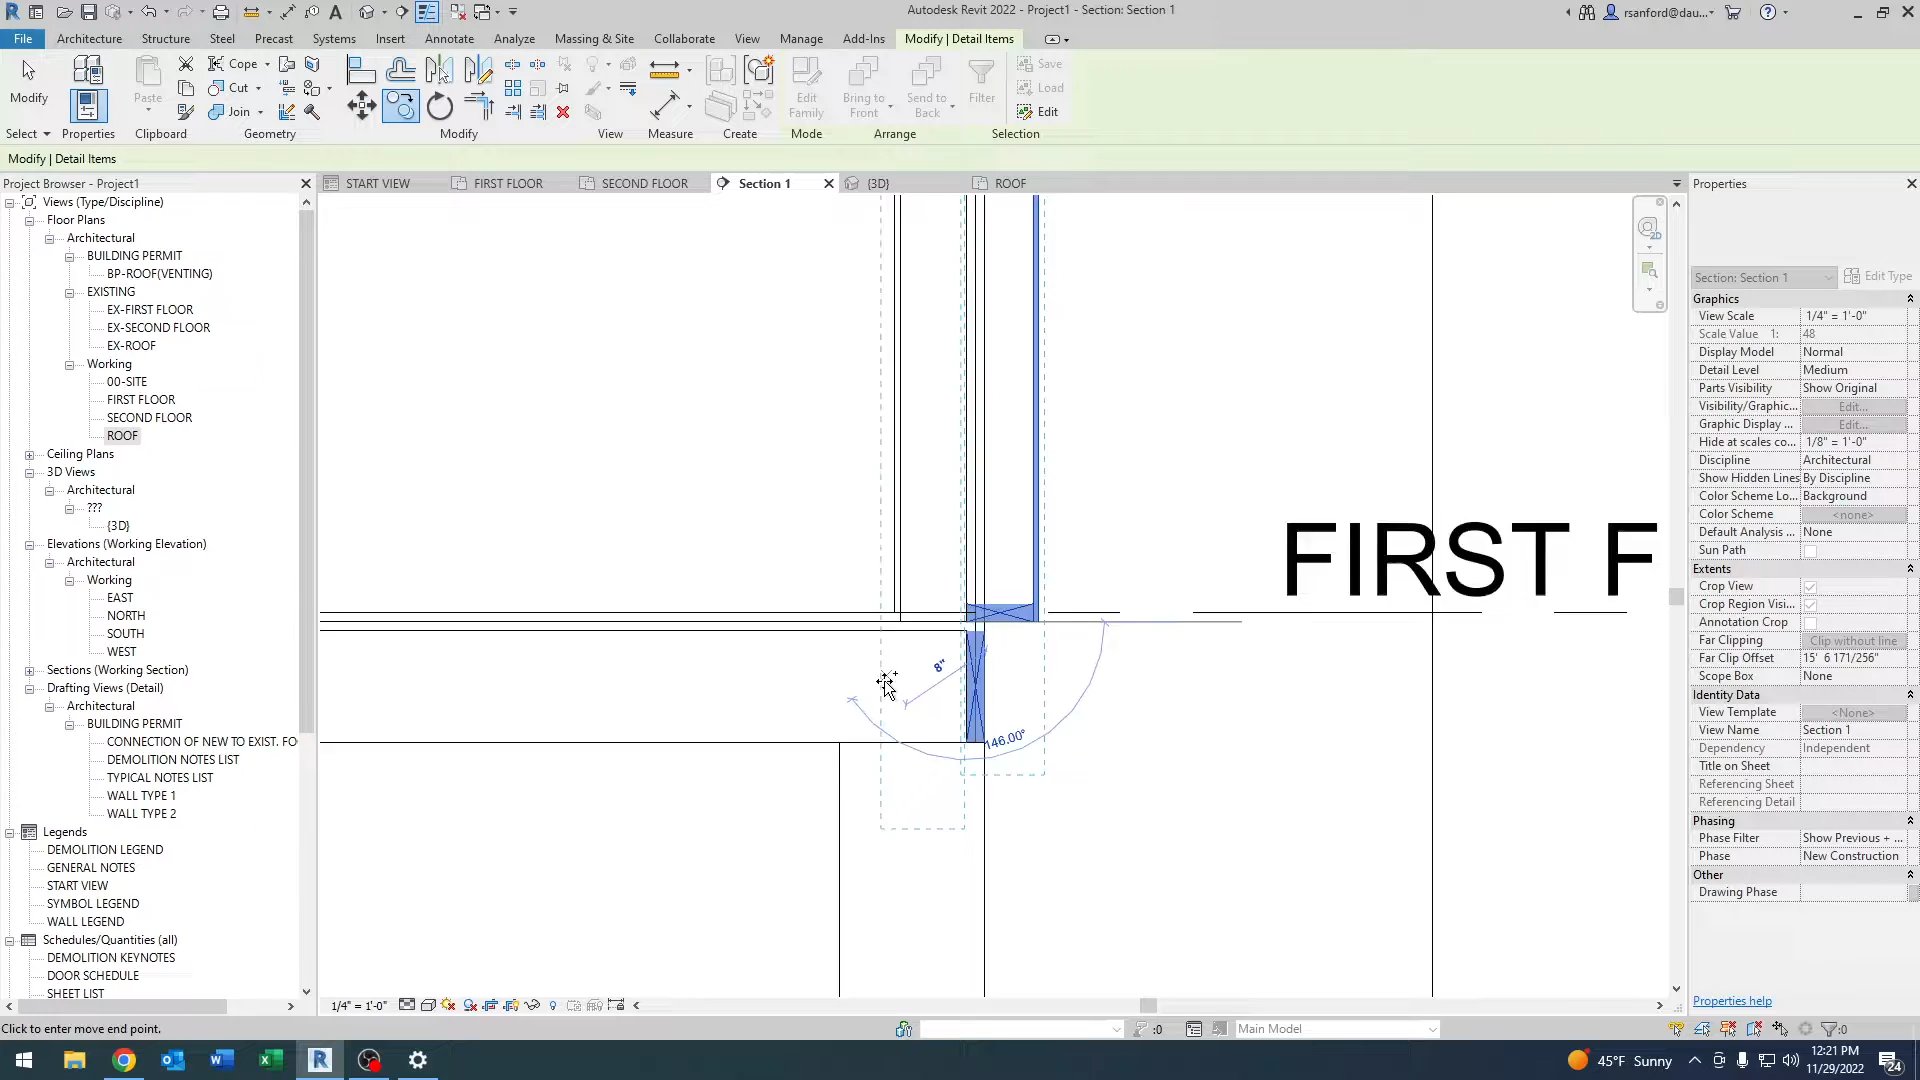 Autodesk Revit 2022 - Project1 - Section: Section 1
rsanford@dau...
File
Architecture
Structure
Steel
Precast
Systems
Insert
Annotate
Analyze
Massing & Site
Collaborate
View
Manage
Add-Ins
Modify | Detail Items
Modify
Paste
Cope
Cut
Join
Edit
Family
Bring to
Front
Send to
Back
Filter
Save
Load
Edit
Select
Properties
Clipboard
Geometry
Modify
View
Measure
Create
Mode
Arrange
Selection
Modify | Detail Items
Project Browser - Project1
START VIEW
FIRST FLOOR
SECOND FLOOR
Section 1
{3D}
ROOF
Properties
Views (Type/Discipline)
Floor Plans
Architectural
BUILDING PERMIT
BP-ROOF(VENTING)
EXISTING
EX-FIRST FLOOR
EX-SECOND FLOOR
EX-ROOF
Working
00-SITE
FIRST FLOOR
SECOND FLOOR
ROOF
Ceiling Plans
3D Views
Architectural
???
{3D}
Elevations (Working Elevation)
Architectural
Working
EAST
NORTH
SOUTH
WEST
Sections (Working Section)
Drafting Views (Detail)
Architectural
BUILDING PERMIT
CONNECTION OF NEW TO EXIST. FO
DEMOLITION NOTES LIST
TYPICAL NOTES LIST
WALL TYPE 1
WALL TYPE 2
Legends
DEMOLITION LEGEND
GENERAL NOTES
START VIEW
SYMBOL LEGEND
WALL LEGEND
Schedules/Quantities (all)
DEMOLITION KEYNOTES
DOOR SCHEDULE
SHEET LIST
2D
FIRST F
8"
146.00°
Section: Section 1
Edit Type
Graphics
View Scale 1/4" = 1'-0"
Scale Value 1: 48
Display Model Normal
Detail Level Medium
Parts Visibility Show Original
Visibility/Graphic... Edit...
Graphic Display ... Edit...
Hide at scales co... 1/8" = 1'-0"
Discipline Architectural
Show Hidden Lines By Discipline
Color Scheme Lo... Background
Color Scheme <none>
Default Analysis ... None
Sun Path
Extents
Crop View
Crop Region Visi...
Annotation Crop
Far Clipping Clip without line
Far Clip Offset 15' 6 171/256"
Scope Box None
Identity Data
View Template <None>
View Name Section 1
Dependency Independent
Title on Sheet
Referencing Sheet
Referencing Detail
Phasing
Phase Filter Show Previous + ...
Phase New Construction
Other
Drawing Phase
Properties help
1/4" = 1'-0"
Click to enter move end point.
:0
Main Model
:0
45°F Sunny
12:21 PM
11/29/2022
24